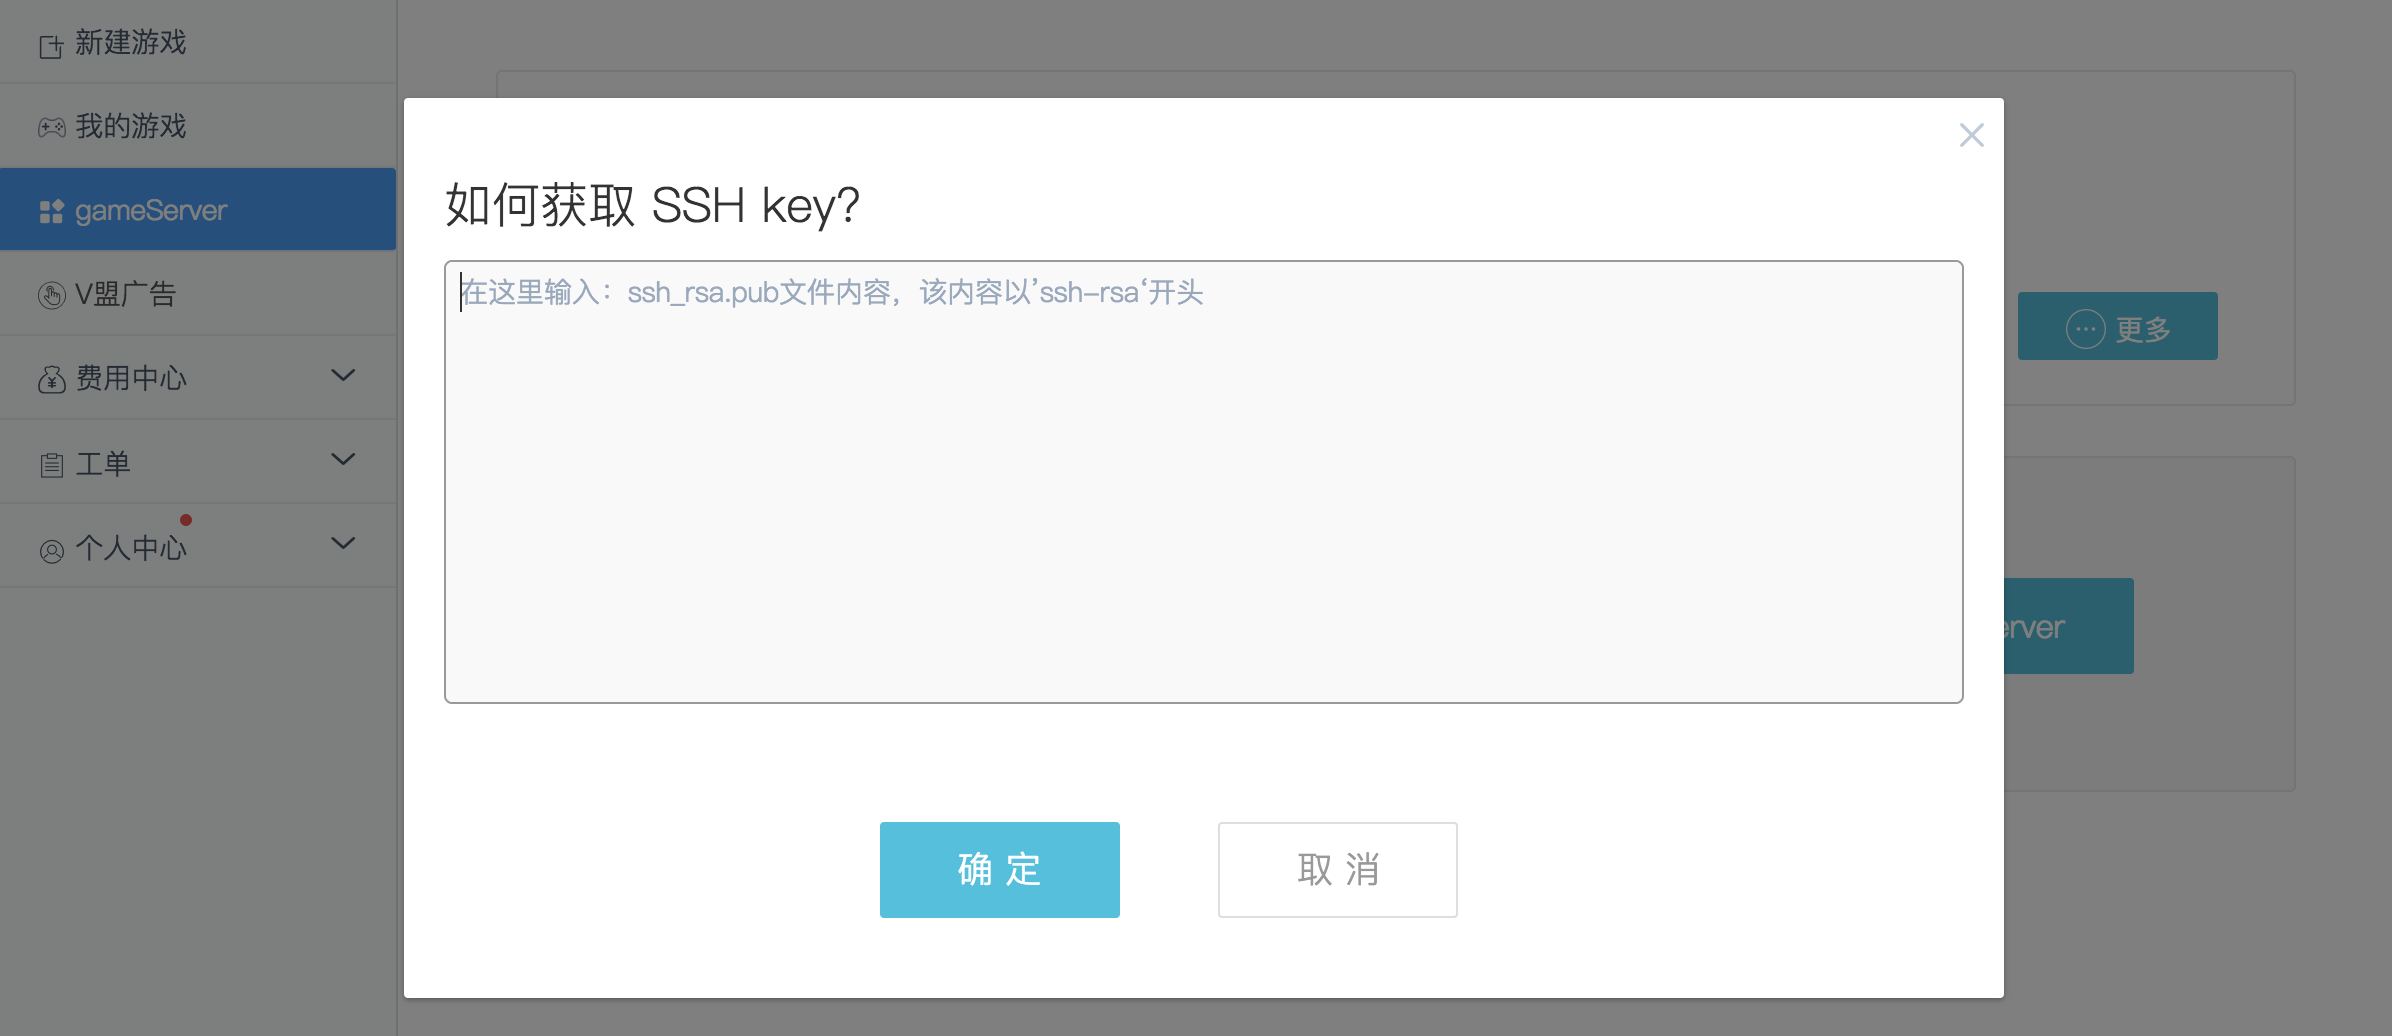 新建游戏
我的游戏
gameServer
V盟广告
费用中心
工单
个人中心
如何获取 SSH key?
在这里输入：ssh_rsa.pub文件内容，该内容以’ssh-rsa‘开头
更多
erver
确 定
取 消